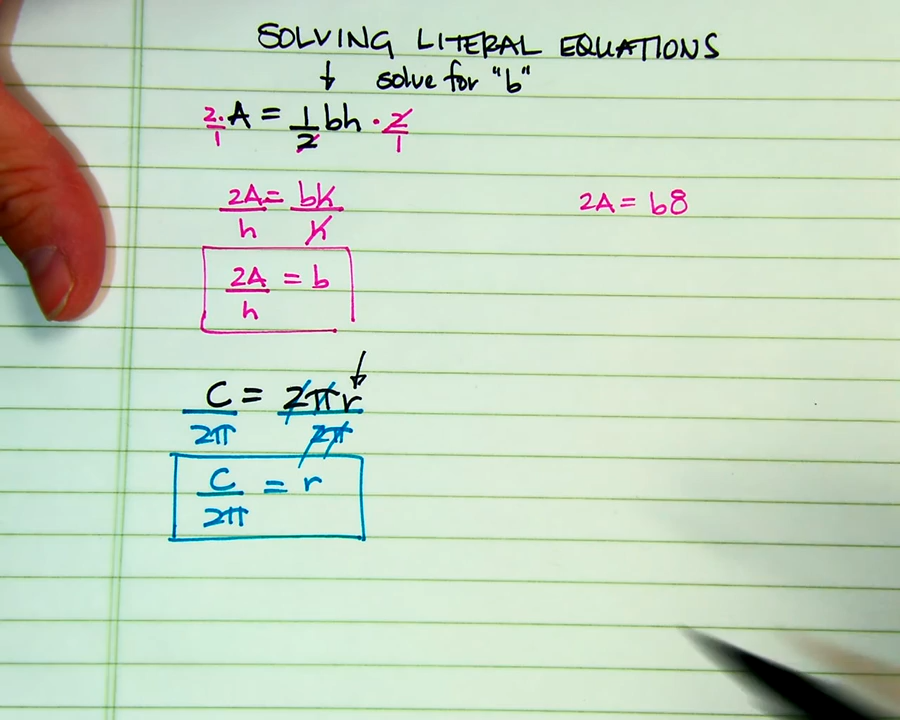 SOLVING LITERAL EQUATIONS
↓ solve for "b"
2/1 · A = 1/2 bh · 2/1
2A/h = bh/h
2A = b8
2A/h = b
↓
C/2π = 2πr/2π
C/2π = r